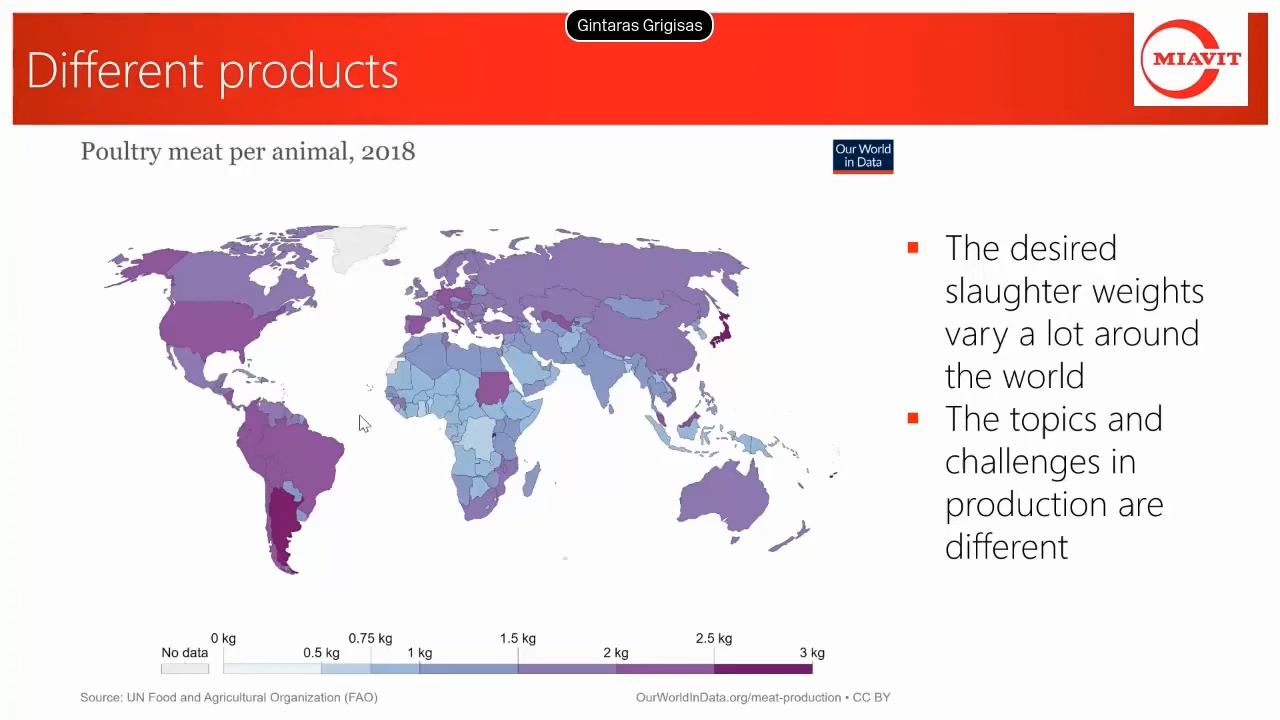 Gintaras Grigisas
Different products
MIAVIT
Poultry meat per animal, 2018
Our World
in Data
The desired
slaughter weights
vary a lot around
the world
The topics and
challenges in
production are
different
No data
0 kg
0.5 kg
0.75 kg
1 kg
1.5 kg
2 kg
2.5 kg
3 kg
Source: UN Food and Agricultural Organization (FAO)
OurWorldInData.org/meat-production • CC BY